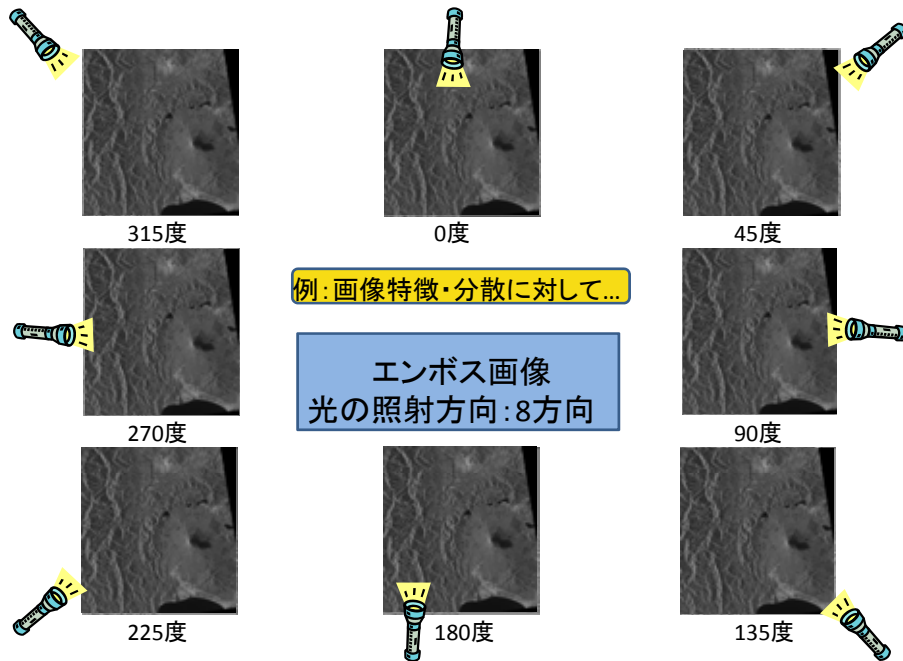 315度
0度
45度
例：画像特徴・分散に対して…
エンボス画像
光の照射方向：8方向
270度
90度
225度
180度
135度